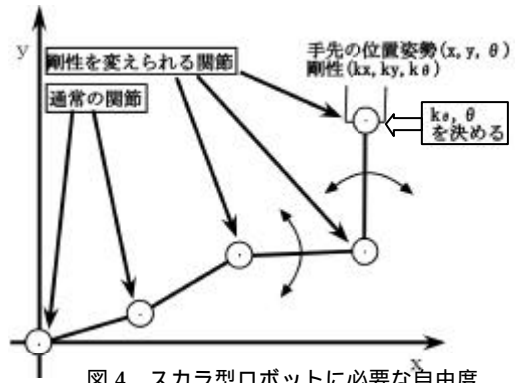 y
剛性を変えられる関節
通常の関節
手先の位置姿勢(x, y, θ)
剛性(kx, ky, kθ)
kθ, θ
を決める
x
図 4　スカラ型ロボットに必要な自由度